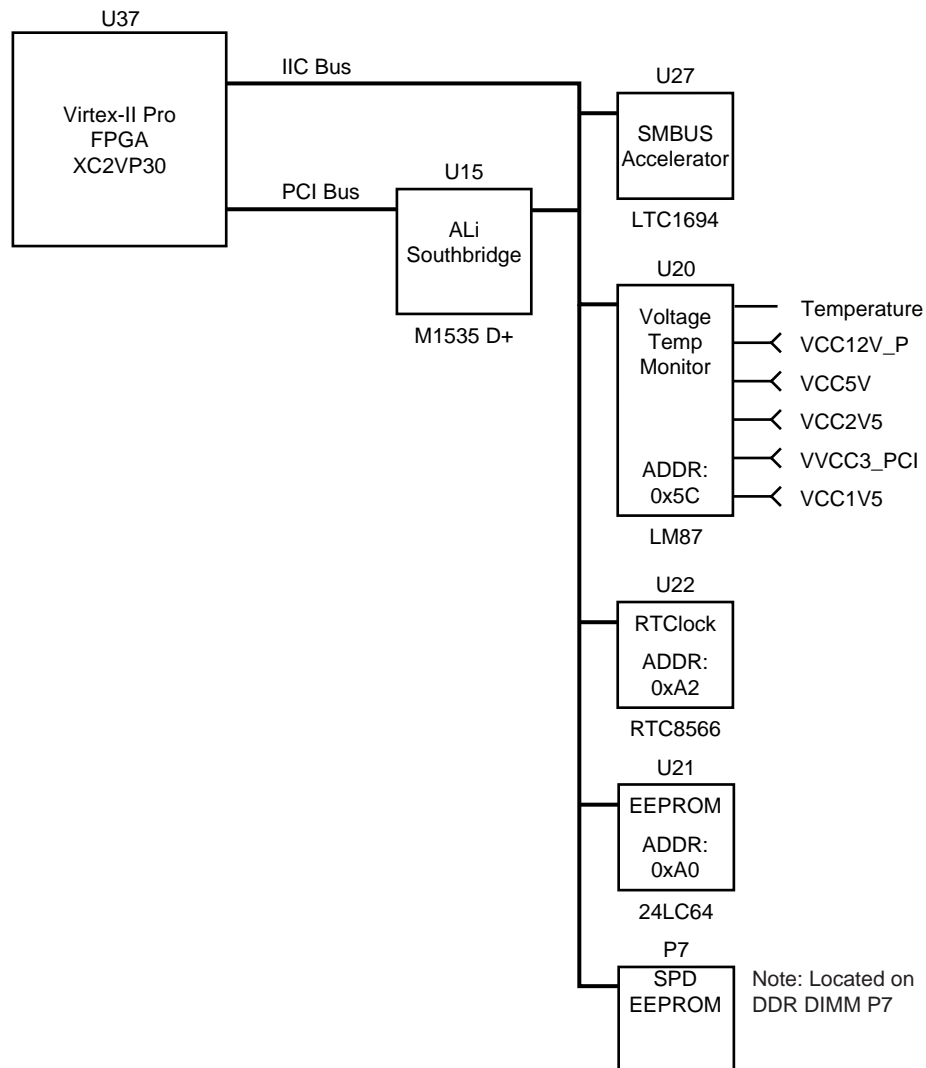 U37
Virtex-II Pro
FPGA
XC2VP30
IIC Bus
PCI Bus
U15
ALi
Southbridge
M1535 D+
U27
SMBUS
Accelerator
LTC1694
U20
Voltage
Temp
Monitor
ADDR:
0x5C
LM87
Temperature
VCC12V_P
VCC5V
VCC2V5
VVCC3_PCI
VCC1V5
U22
RTClock
ADDR:
0xA2
RTC8566
U21
EEPROM
ADDR:
0xA0
24LC64
P7
SPD
EEPROM
Note: Located on
DDR DIMM P7